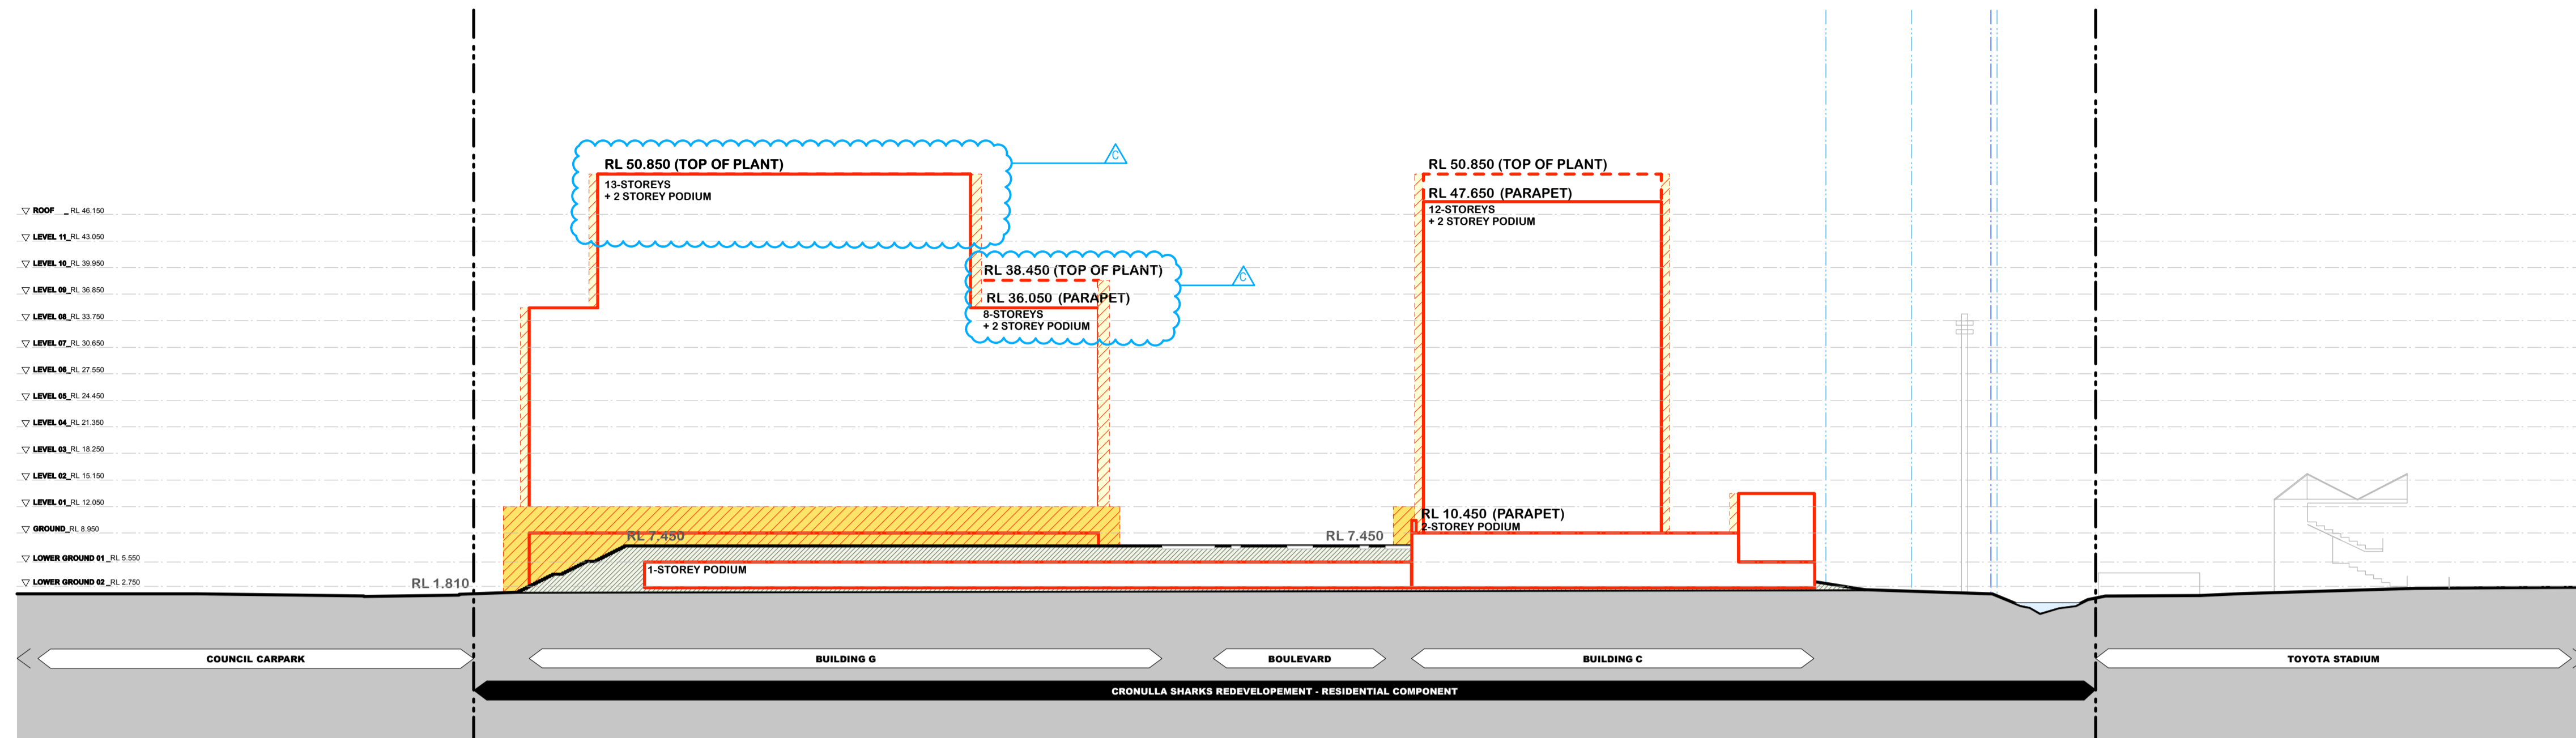 RL 50.850 (TOP OF PLANT)
13-STOREYS
+ 2 STOREY PODIUM
C
RL 38.450 (TOP OF PLANT)
RL 36.050 (PARAPET)
8-STOREYS
+ 2 STOREY PODIUM
C
RL 50.850 (TOP OF PLANT)
RL 47.650 (PARAPET)
12-STOREYS
+ 2 STOREY PODIUM
ROOF _ RL 46.150
LEVEL 11_RL 43.050
LEVEL 10_RL 39.950
LEVEL 09_RL 36.850
LEVEL 08_RL 33.750
LEVEL 07_RL 30.650
LEVEL 06_RL 27.550
LEVEL 05_RL 24.450
LEVEL 04_RL 21.350
LEVEL 03_RL 18.250
LEVEL 02_RL 15.150
LEVEL 01_RL 12.050
GROUND_RL 8.950
LOWER GROUND 01_RL 5.550
LOWER GROUND 02_RL 2.750
RL 1.810
RL 7.450
1-STOREY PODIUM
RL 7.450
RL 10.450 (PARAPET)
2-STOREY PODIUM
COUNCIL CARPARK
BUILDING G
BOULEVARD
BUILDING C
TOYOTA STADIUM
CRONULLA SHARKS REDEVELOPEMENT - RESIDENTIAL COMPONENT